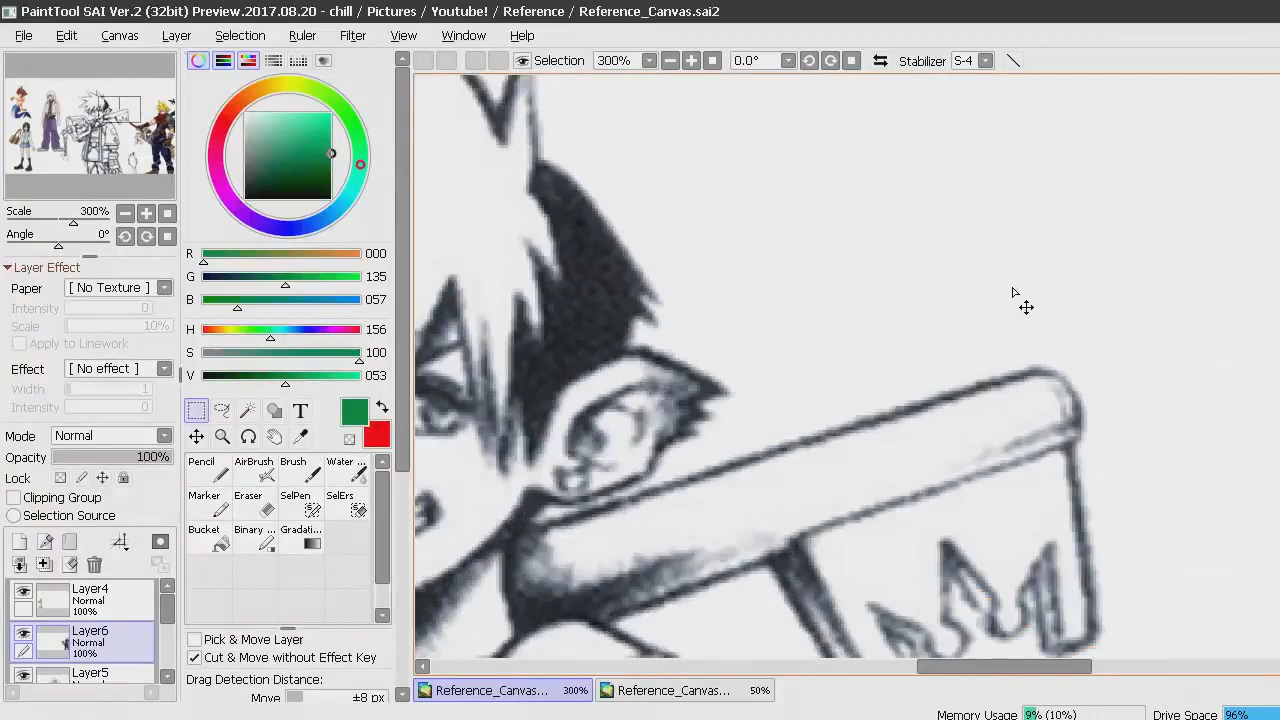 PaintTool SAI Ver.2 (32bit) Preview.2017.08.20 - chill / Pictures / Youtube! / Reference / Reference_Canvas.sai2
File Edit Canvas Layer Selection Ruler Filter View Window Help
Selection 300% 0.0° Stabilizer S-4
Scale 300%
Angle 0°
Layer Effect
Paper [ No Texture ]
Intensity 0
Scale 10%
Apply to Linework
Effect [ No effect ]
Width 1
Intensity 0
Mode Normal
Opacity 100%
Lock
Clipping Group
Selection Source
Layer4
Normal
100%
Layer6
Normal
100%
Layer5
R 000
G 135
B 057
H 156
S 100
V 053
T
Pencil AirBrush Brush Water ...
Marker Eraser SelPen SelErs
Bucket Binary ... Gradati...
Pick & Move Layer
Cut & Move without Effect Key
Drag Detection Distance:
Move ±8 px
Reference_Canvas... 300% Reference_Canvas... 50%
Memory Usage 9% (10%) Drive Space 96%